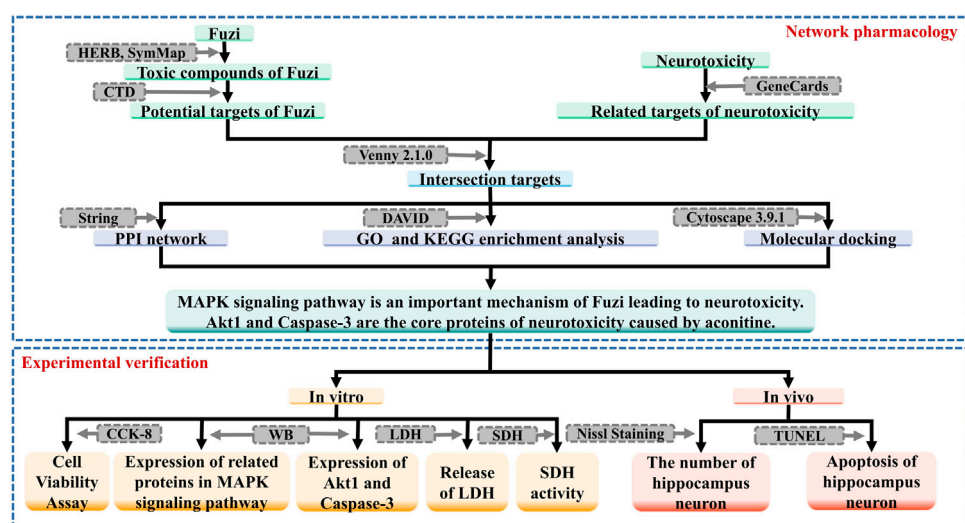 Network pharmacology
Fuzi
HERB, SymMap
Toxic compounds of Fuzi
CTD
Potential targets of Fuzi
Neurotoxicity
GeneCards
Related targets of neurotoxicity
Venny 2.1.0
Intersection targets
String
DAVID
Cytoscape 3.9.1
PPI network
GO and KEGG enrichment analysis
Molecular docking
MAPK signaling pathway is an important mechanism of Fuzi leading to neurotoxicity.
Akt1 and Caspase-3 are the core proteins of neurotoxicity caused by aconitine.
Experimental verification
In vitro
In vivo
CCK-8
WB
LDH
SDH
Nissl Staining
TUNEL
Cell
Viability
Assay
Expression of related
proteins in MAPK
signaling pathway
Expression of
Akt1 and
Caspase-3
Release
of LDH
SDH
activity
The number of
hippocampus
neuron
Apoptosis of
hippocampus
neuron